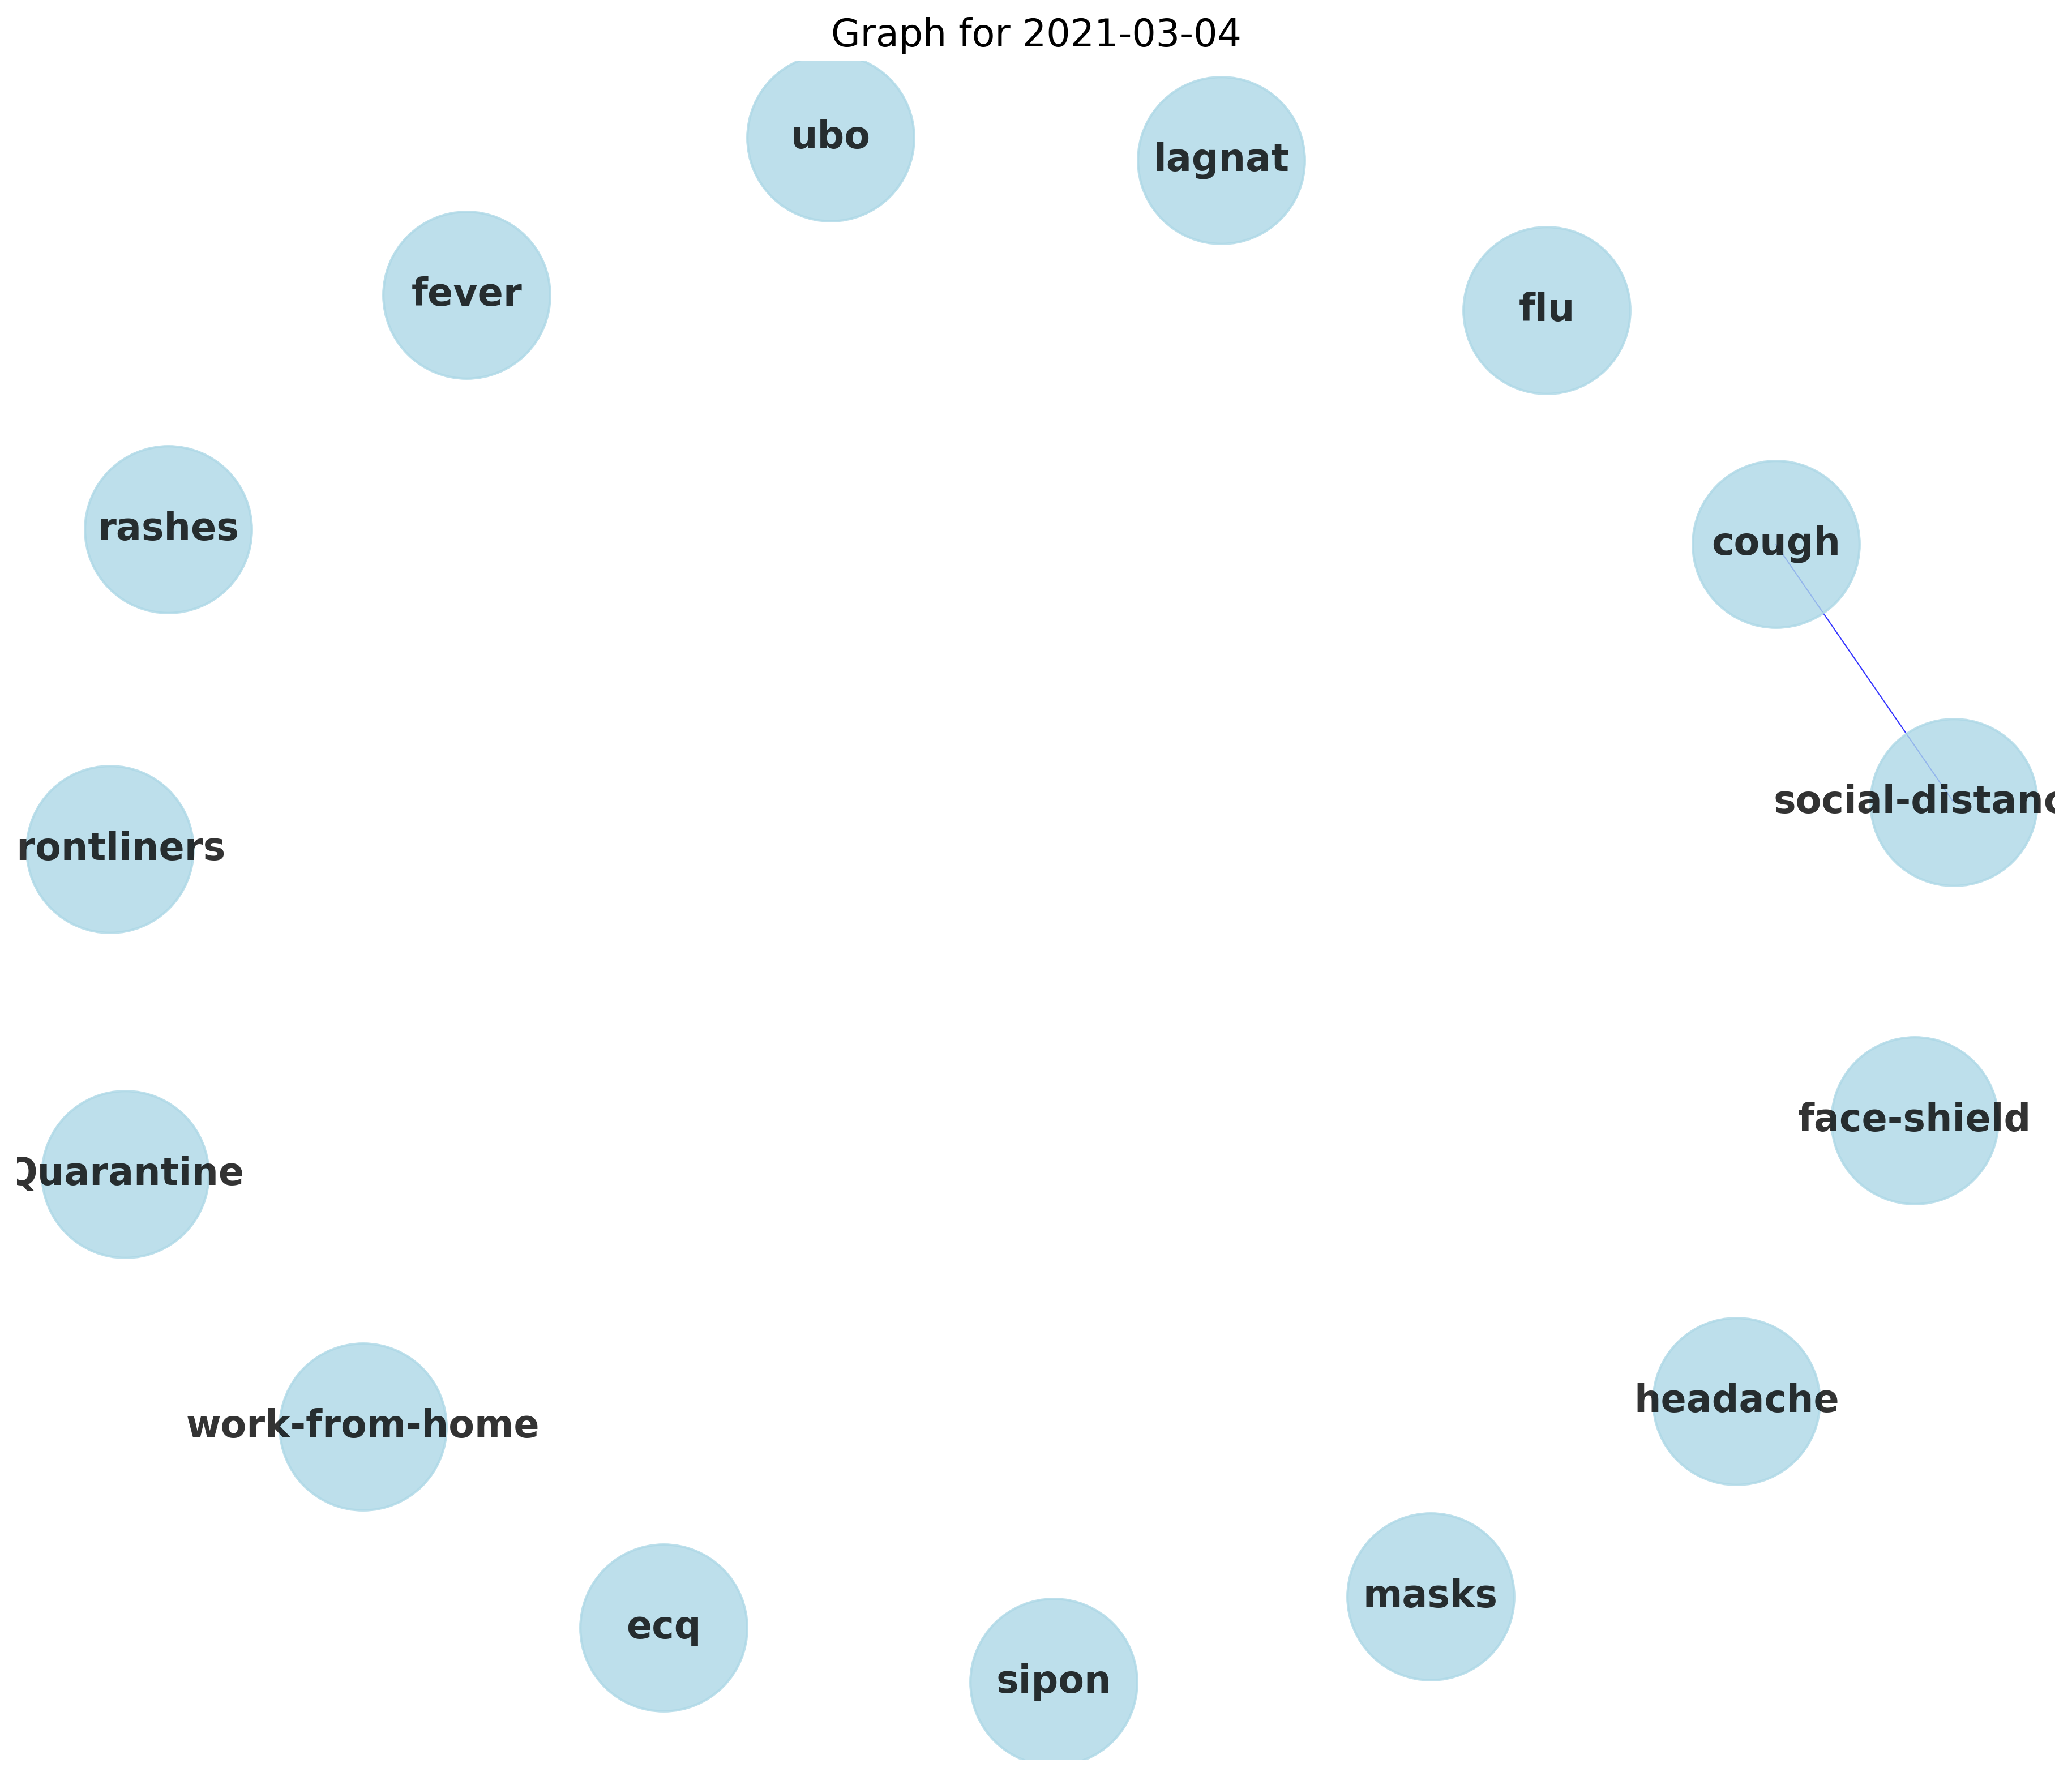 Graph for 2021-03-04
ubo
lagnat
fever
flu
rashes
cough
social-distanc
rontliners
face-shield
Quarantine
headache
work-from-home
masks
ecq
sipon